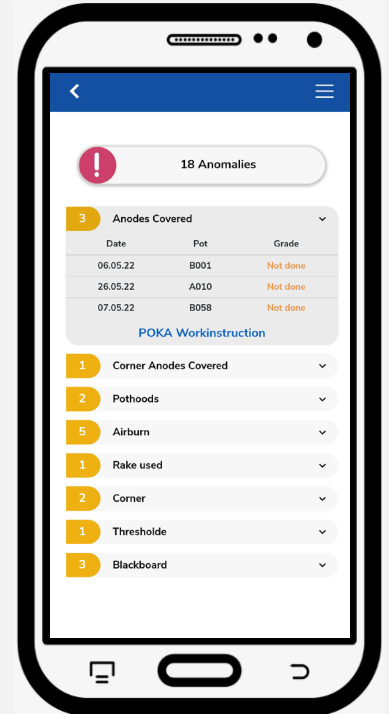 18 Anomalies
3 Anodes Covered
Date Pot Grade
06.05.22 B001 Not done
26.05.22 A010 Not done
07.05.22 B058 Not done
POKA Workinstruction
1 Corner Anodes Covered
2 Pothoods
5 Airburn
1 Rake used
2 Corner
1 Thresholde
3 Blackboard